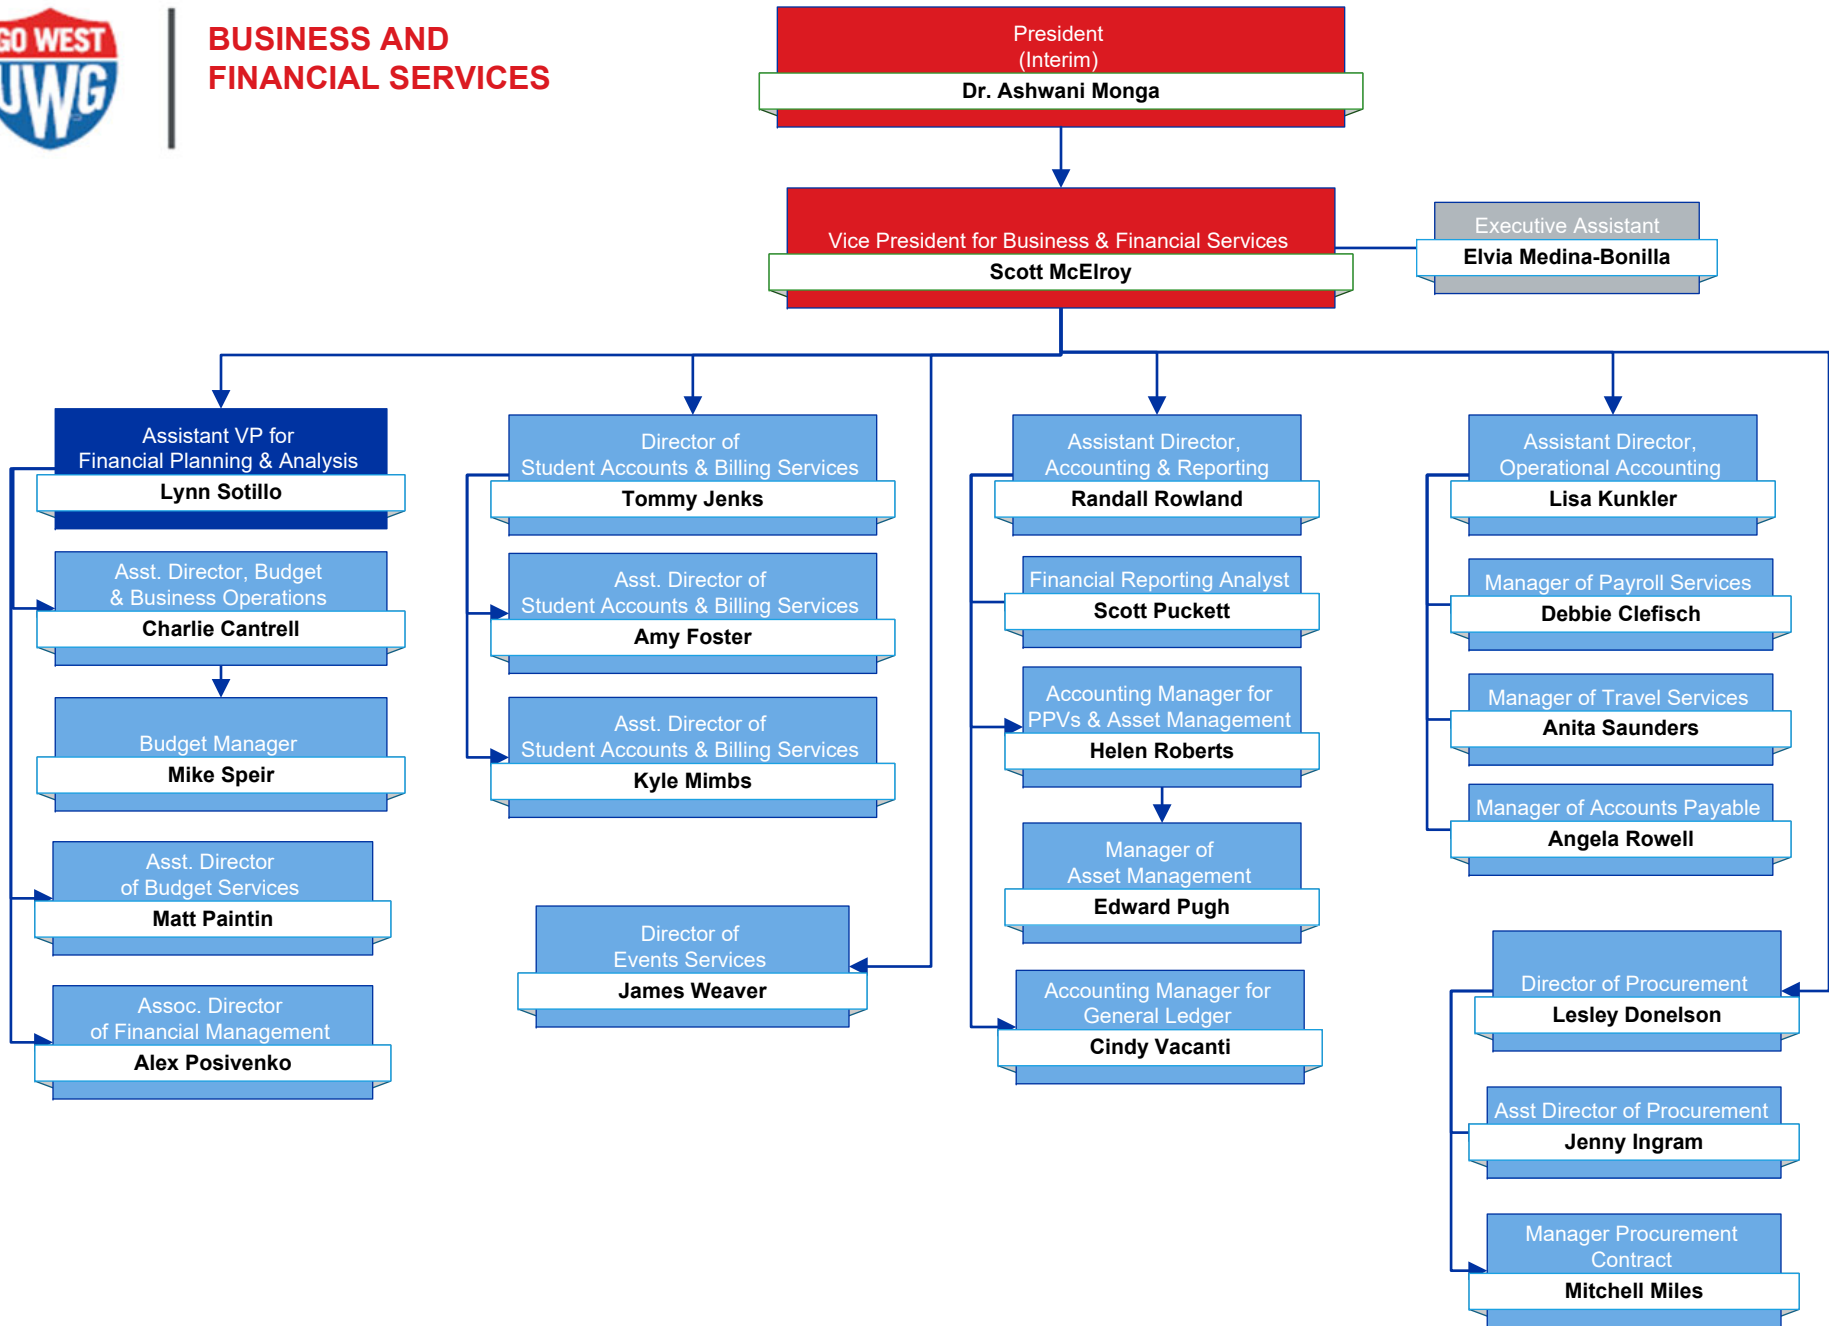 GO WEST
UWG
BUSINESS AND
FINANCIAL SERVICES
President
(Interim)
Dr. Ashwani Monga
Vice President for Business & Financial Services
Scott McElroy
Executive Assistant
Elvia Medina-Bonilla
Assistant VP for
Financial Planning & Analysis
Lynn Sotillo
Asst. Director, Budget
& Business Operations
Charlie Cantrell
Budget Manager
Mike Speir
Asst. Director
of Budget Services
Matt Paintin
Assoc. Director
of Financial Management
Alex Posivenko
Director of
Student Accounts & Billing Services
Tommy Jenks
Asst. Director of
Student Accounts & Billing Services
Amy Foster
Asst. Director of
Student Accounts & Billing Services
Kyle Mimbs
Director of
Events Services
James Weaver
Assistant Director,
Accounting & Reporting
Randall Rowland
Financial Reporting Analyst
Scott Puckett
Accounting Manager for
PPVs & Asset Management
Helen Roberts
Manager of
Asset Management
Edward Pugh
Accounting Manager for
General Ledger
Cindy Vacanti
Assistant Director,
Operational Accounting
Lisa Kunkler
Manager of Payroll Services
Debbie Clefisch
Manager of Travel Services
Anita Saunders
Manager of Accounts Payable
Angela Rowell
Director of Procurement
Lesley Donelson
Asst Director of Procurement
Jenny Ingram
Manager Procurement
Contract
Mitchell Miles